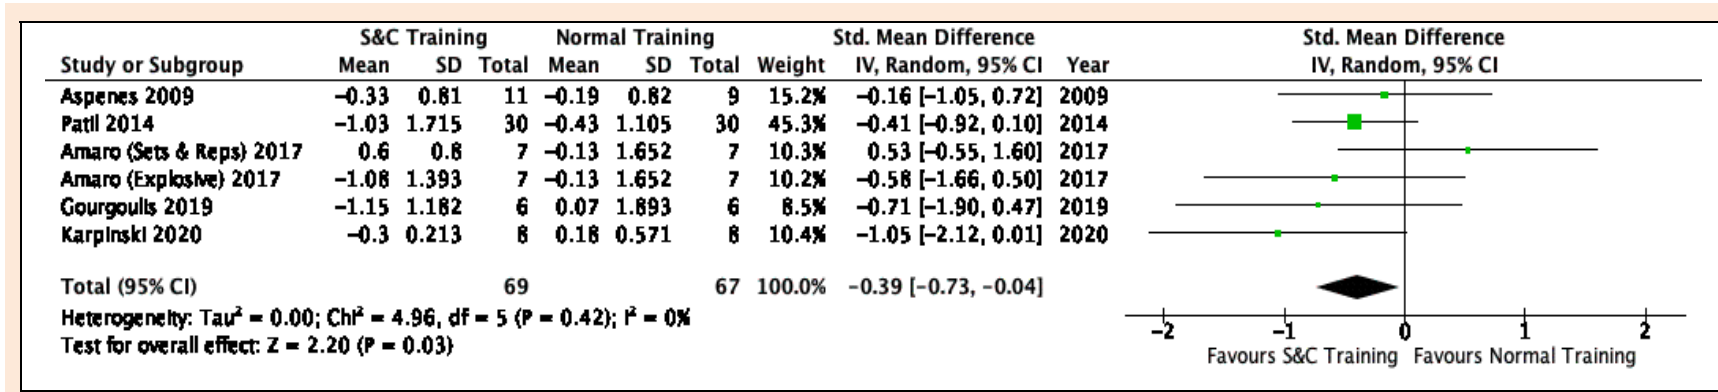 S&C Training Normal Training Std. Mean Difference Std. Mean Difference
Study or Subgroup Mean SD Total Mean SD Total Weight IV, Random, 95% CI Year IV, Random, 95% CI
Aspenes 2009 −0.33 0.81 11 −0.19 0.82 9 15.2% −0.16 [−1.05, 0.72] 2009
Patil 2014 −1.03 1.715 30 −0.43 1.105 30 45.3% −0.41 [−0.92, 0.10] 2014
Amaro (Sets & Reps) 2017 0.6 0.8 7 −0.13 1.652 7 10.3% 0.53 [−0.55, 1.60] 2017
Amaro (Explosive) 2017 −1.08 1.393 7 −0.13 1.652 7 10.2% −0.58 [−1.66, 0.50] 2017
Gourgoulis 2019 −1.15 1.182 6 0.07 1.893 6 8.5% −0.71 [−1.90, 0.47] 2019
Karpinski 2020 −0.3 0.213 8 0.18 0.571 8 10.4% −1.05 [−2.12, 0.01] 2020
Total (95% CI) 69 67 100.0% −0.39 [−0.73, −0.04]
Heterogeneity: Tau² = 0.00; Chi² = 4.96, df = 5 (P = 0.42); I² = 0%
Test for overall effect: Z = 2.20 (P = 0.03)
−2 −1 0 1 2
Favours S&C Training Favours Normal Training